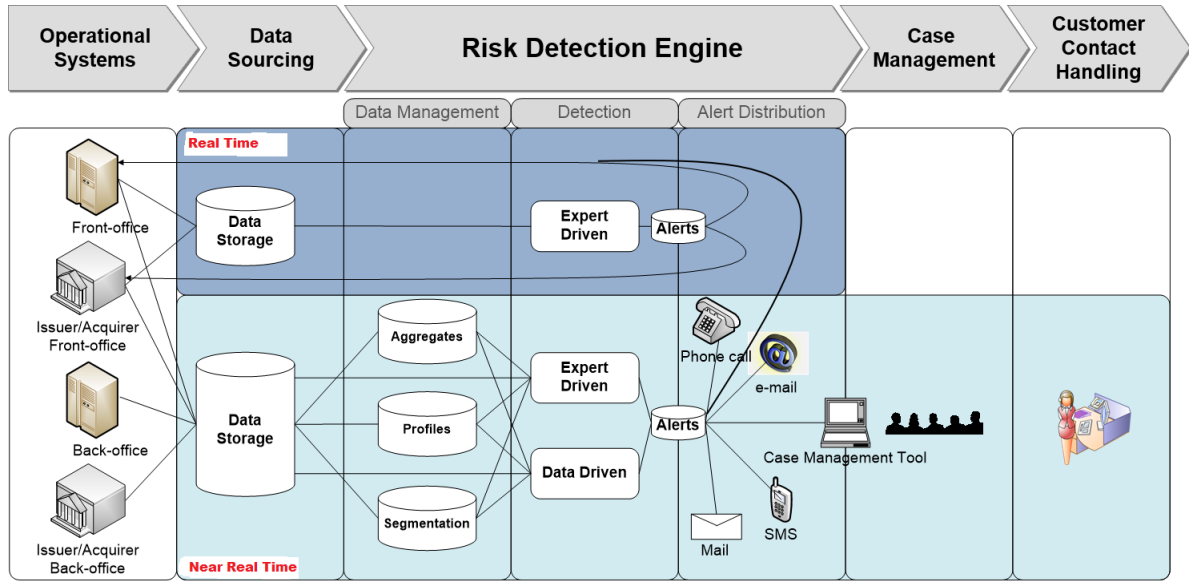 Operational
Systems
Data
Sourcing
Risk Detection Engine
Case
Management
Customer
Contact
Handling
Data Management
Detection
Alert Distribution
Real Time
Front-office
Data
Storage
Expert
Driven
Alerts
Issuer/Acquirer
Front-office
Aggregates
Phone call
e-mail
Expert
Driven
Back-office
Data
Storage
Profiles
Alerts
Case Management Tool
Data Driven
Segmentation
Mail
SMS
Issuer/Acquirer
Back-office
Near Real Time